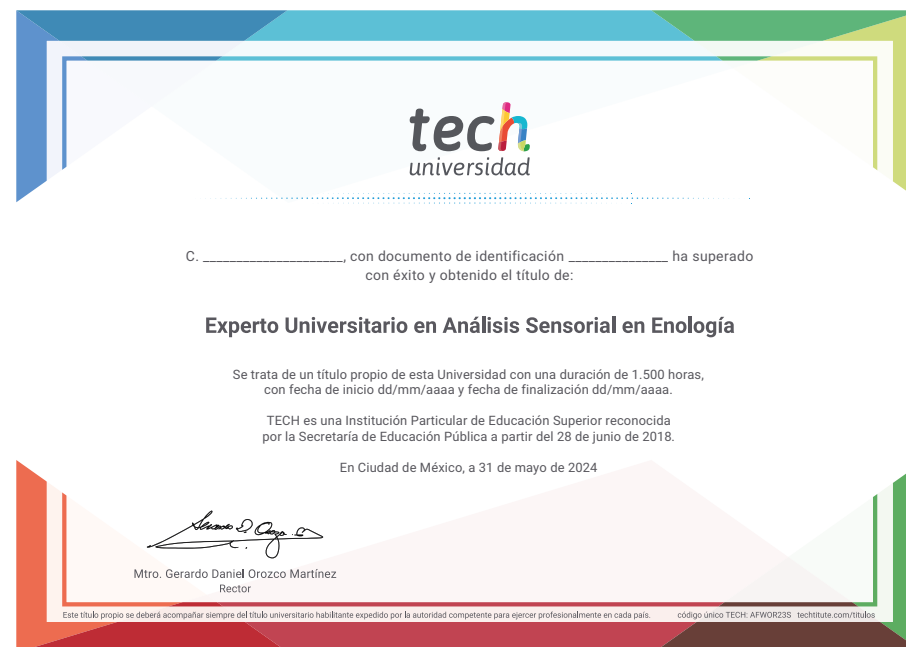 tech
universidad
C. _____________________, con documento de identificación _______________ ha superado
con éxito y obtenido el título de:
Experto Universitario en Análisis Sensorial en Enología
Se trata de un título propio de esta Universidad con una duración de 1.500 horas,
con fecha de inicio dd/mm/aaaa y fecha de finalización dd/mm/aaaa.
TECH es una Institución Particular de Educación Superior reconocida
por la Secretaría de Educación Pública a partir del 28 de junio de 2018.
En Ciudad de México, a 31 de mayo de 2024
Mtro. Gerardo Daniel Orozco Martínez
Rector
Este título propio se deberá acompañar siempre del título universitario habilitante expedido por la autoridad competente para ejercer profesionalmente en cada país. código único TECH: AFWOR23S techtitute.com/títulos